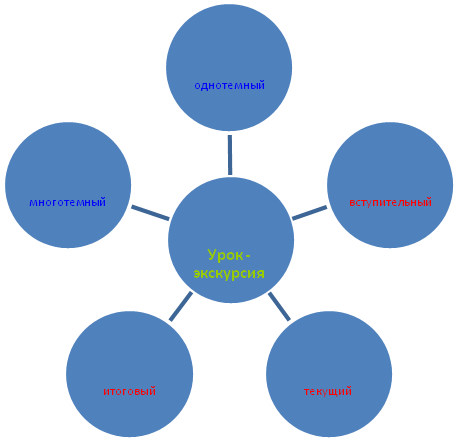 однотемный
многотемный
вступительный
Урок -
экскурсия
итоговый
текущий